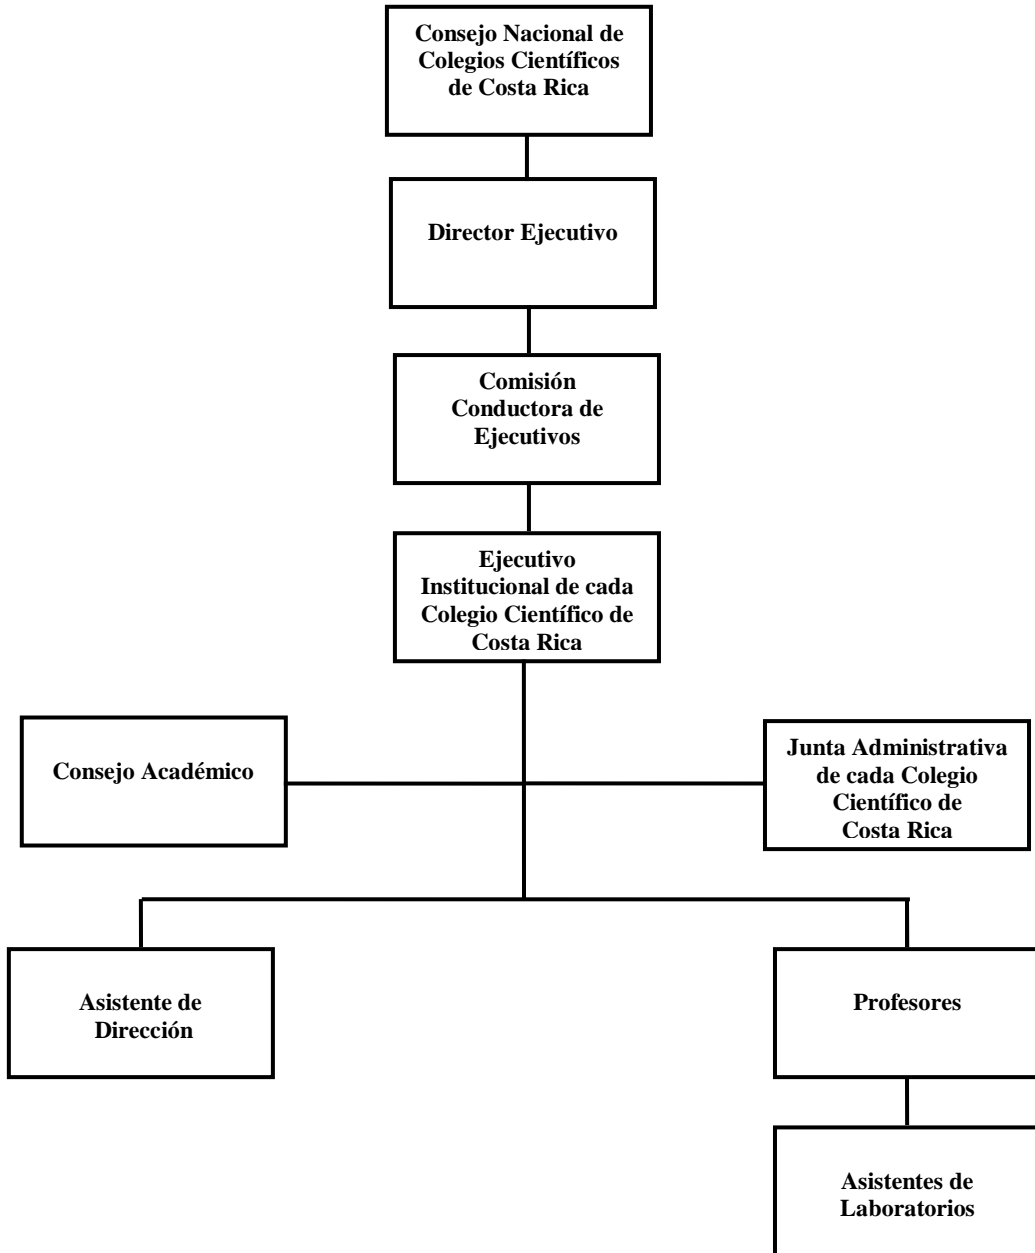 Consejo Nacional de
Colegios Científicos
de Costa Rica
Director Ejecutivo
Comisión
Conductora de
Ejecutivos
Ejecutivo
Institucional de cada
Colegio Científico de
Costa Rica
Consejo Académico
Junta Administrativa
de cada Colegio
Científico de
Costa Rica
Asistente de
Dirección
Profesores
Asistentes de
Laboratorios